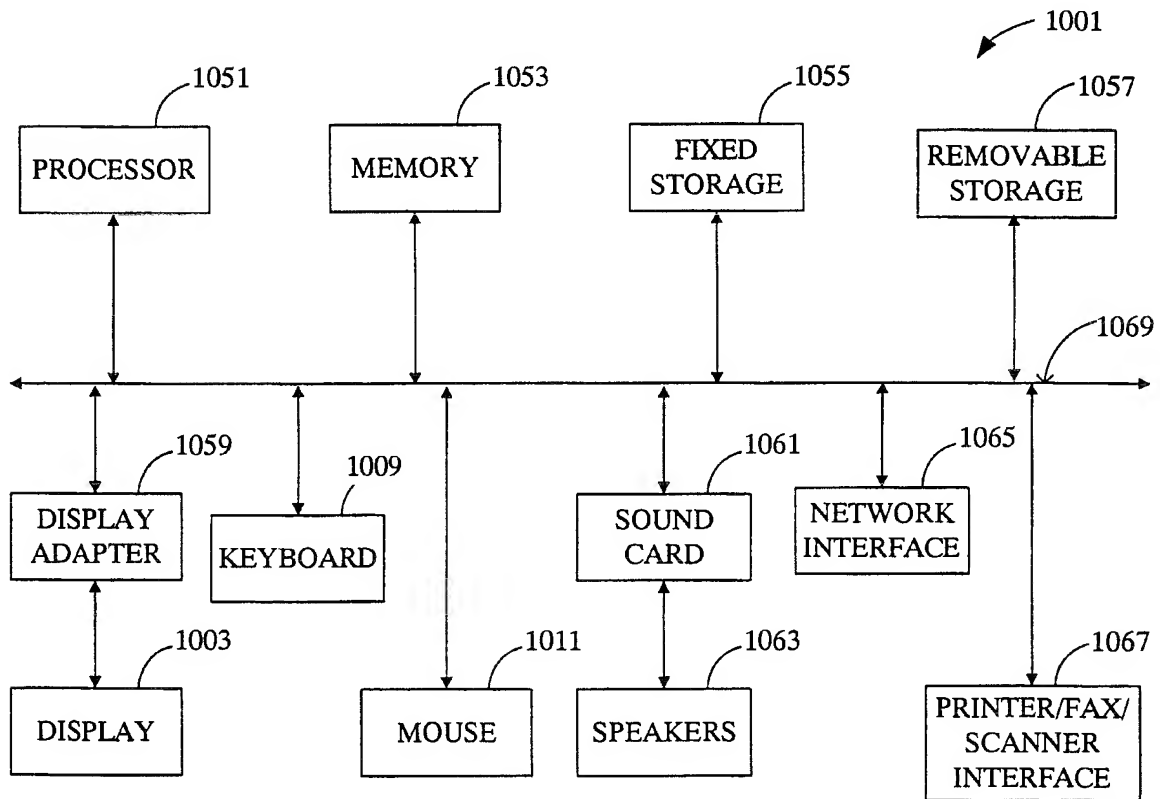 1001
1051
1053
1055
1057
PROCESSOR
MEMORY
FIXED
STORAGE
REMOVABLE
STORAGE
1069
1059
1009
1061
1065
DISPLAY
ADAPTER
KEYBOARD
SOUND
CARD
NETWORK
INTERFACE
1003
1011
1063
1067
DISPLAY
MOUSE
SPEAKERS
PRINTER/FAX/
SCANNER
INTERFACE